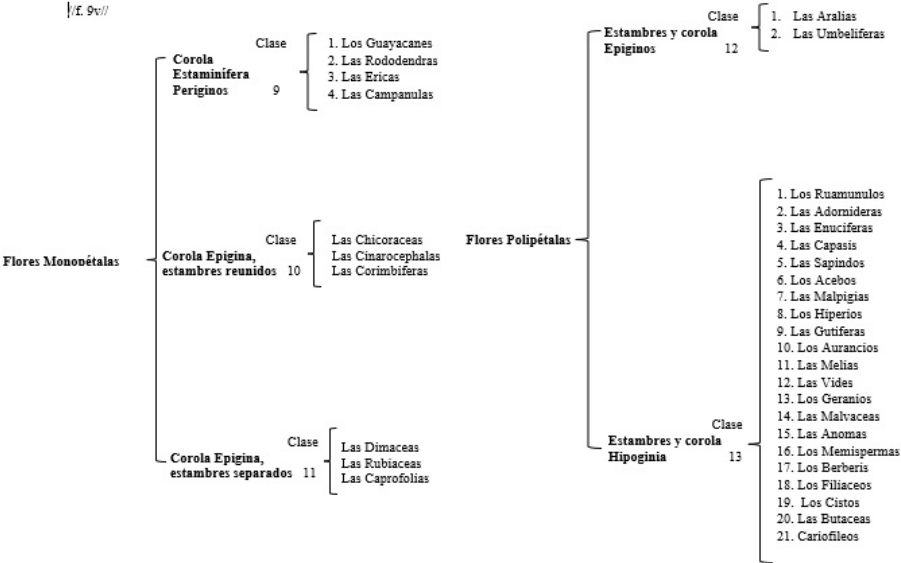 //f. 9v//
Flores Monopétalas
Clase
Corola
Estaminífera
Periginos 9
1. Los Guayacanes
2. Las Rododendras
3. Las Ericas
4. Las Campanulas
Clase
Corola Epigina,
estambres reunidos 10
Las Chicoraceas
Las Cinarocephalas
Las Corimbiferas
Clase
Corola Epigina,
estambres separados 11
Las Dimaceas
Las Rubiaceas
Las Caprofolias
Flores Polipétalas
Clase
Estambres y corola
Epiginos 12
1. Las Aralias
2. Las Umbeliferas
Clase
Estambres y corola
Hipoginia 13
1. Los Ruamunulos
2. Las Adornideras
3. Las Enuciferas
4. Las Capasis
5. Las Sapindos
6. Los Acebos
7. Las Malpigias
8. Los Hiperios
9. Las Gutiferas
10. Los Aurancios
11. Las Melias
12. Las Vides
13. Los Geranios
14. Las Malvaceas
15. Las Anomas
16. Los Memispermas
17. Los Berberis
18. Los Filiaceos
19. Los Cistos
20. Las Butaceas
21. Cariofileos